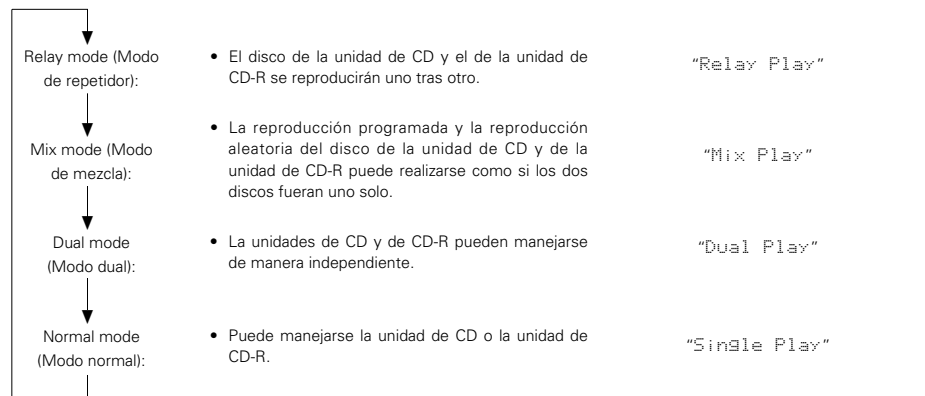 Relay mode (Modo
de repetidor):
• El disco de la unidad de CD y el de la unidad de
CD-R se reproducirán uno tras otro.
"Relay Play"
Mix mode (Modo
de mezcla):
• La reproducción programada y la reproducción
aleatoria del disco de la unidad de CD y de la
unidad de CD-R puede realizarse como si los dos
discos fueran uno solo.
"Mix Play"
Dual mode
(Modo dual):
• La unidades de CD y de CD-R pueden manejarse
de manera independiente.
"Dual Play"
Normal mode
(Modo normal):
• Puede manejarse la unidad de CD o la unidad de
CD-R.
"Single Play"